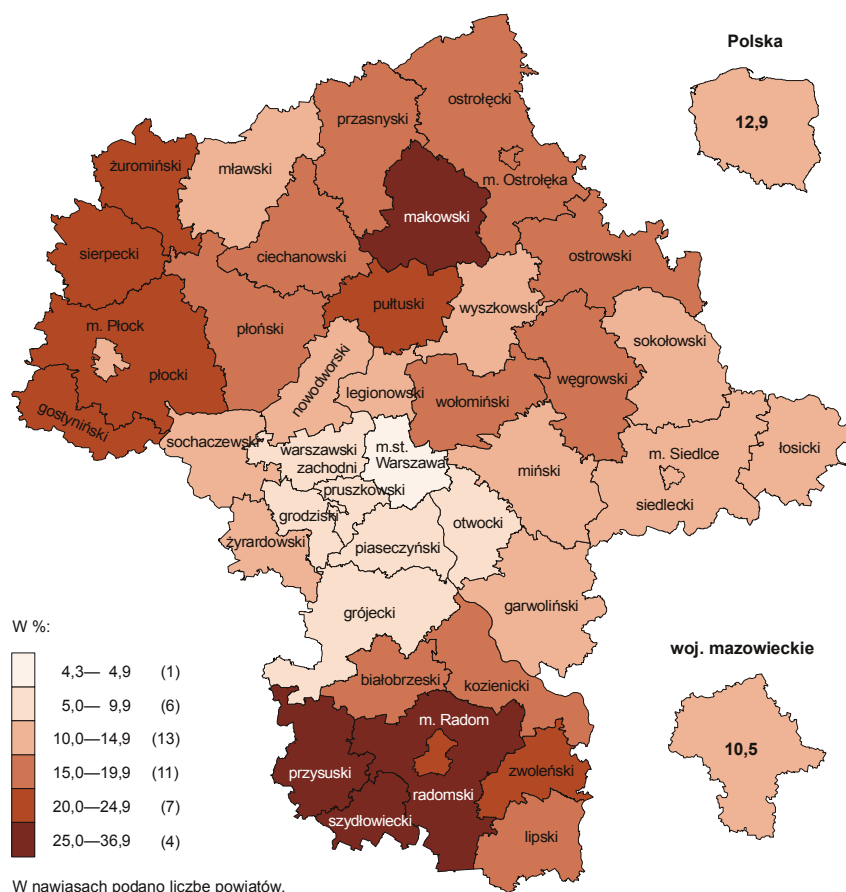 Polska
12,9
ostrołęcki
przasnyski
żuromiński
mławski
m. Ostrołęka
makowski
sierpecki
ciechanowski
ostrowski
pułtuski
wyszkowski
m. Płock
płoński
sokołowski
płocki
nowodworski
węgrowski
legionowski
wołomiński
gostyniński
sochaczewski
warszawski
zachodni
m.st.
Warszawa
miński
m. Siedlce
łosicki
siedlecki
pruszkowski
grodziski
otwocki
żyrardowski
piaseczyński
garwoliński
grójecki
W %:
4,3— 4,9 (1)
5,0— 9,9 (6)
10,0—14,9 (13)
15,0—19,9 (11)
20,0—24,9 (7)
25,0—36,9 (4)
woj. mazowieckie
10,5
białobrzeski
kozienicki
m. Radom
przysuski
zwoleński
radomski
szydłowiecki
lipski
W nawiasach podano liczbę powiatów.